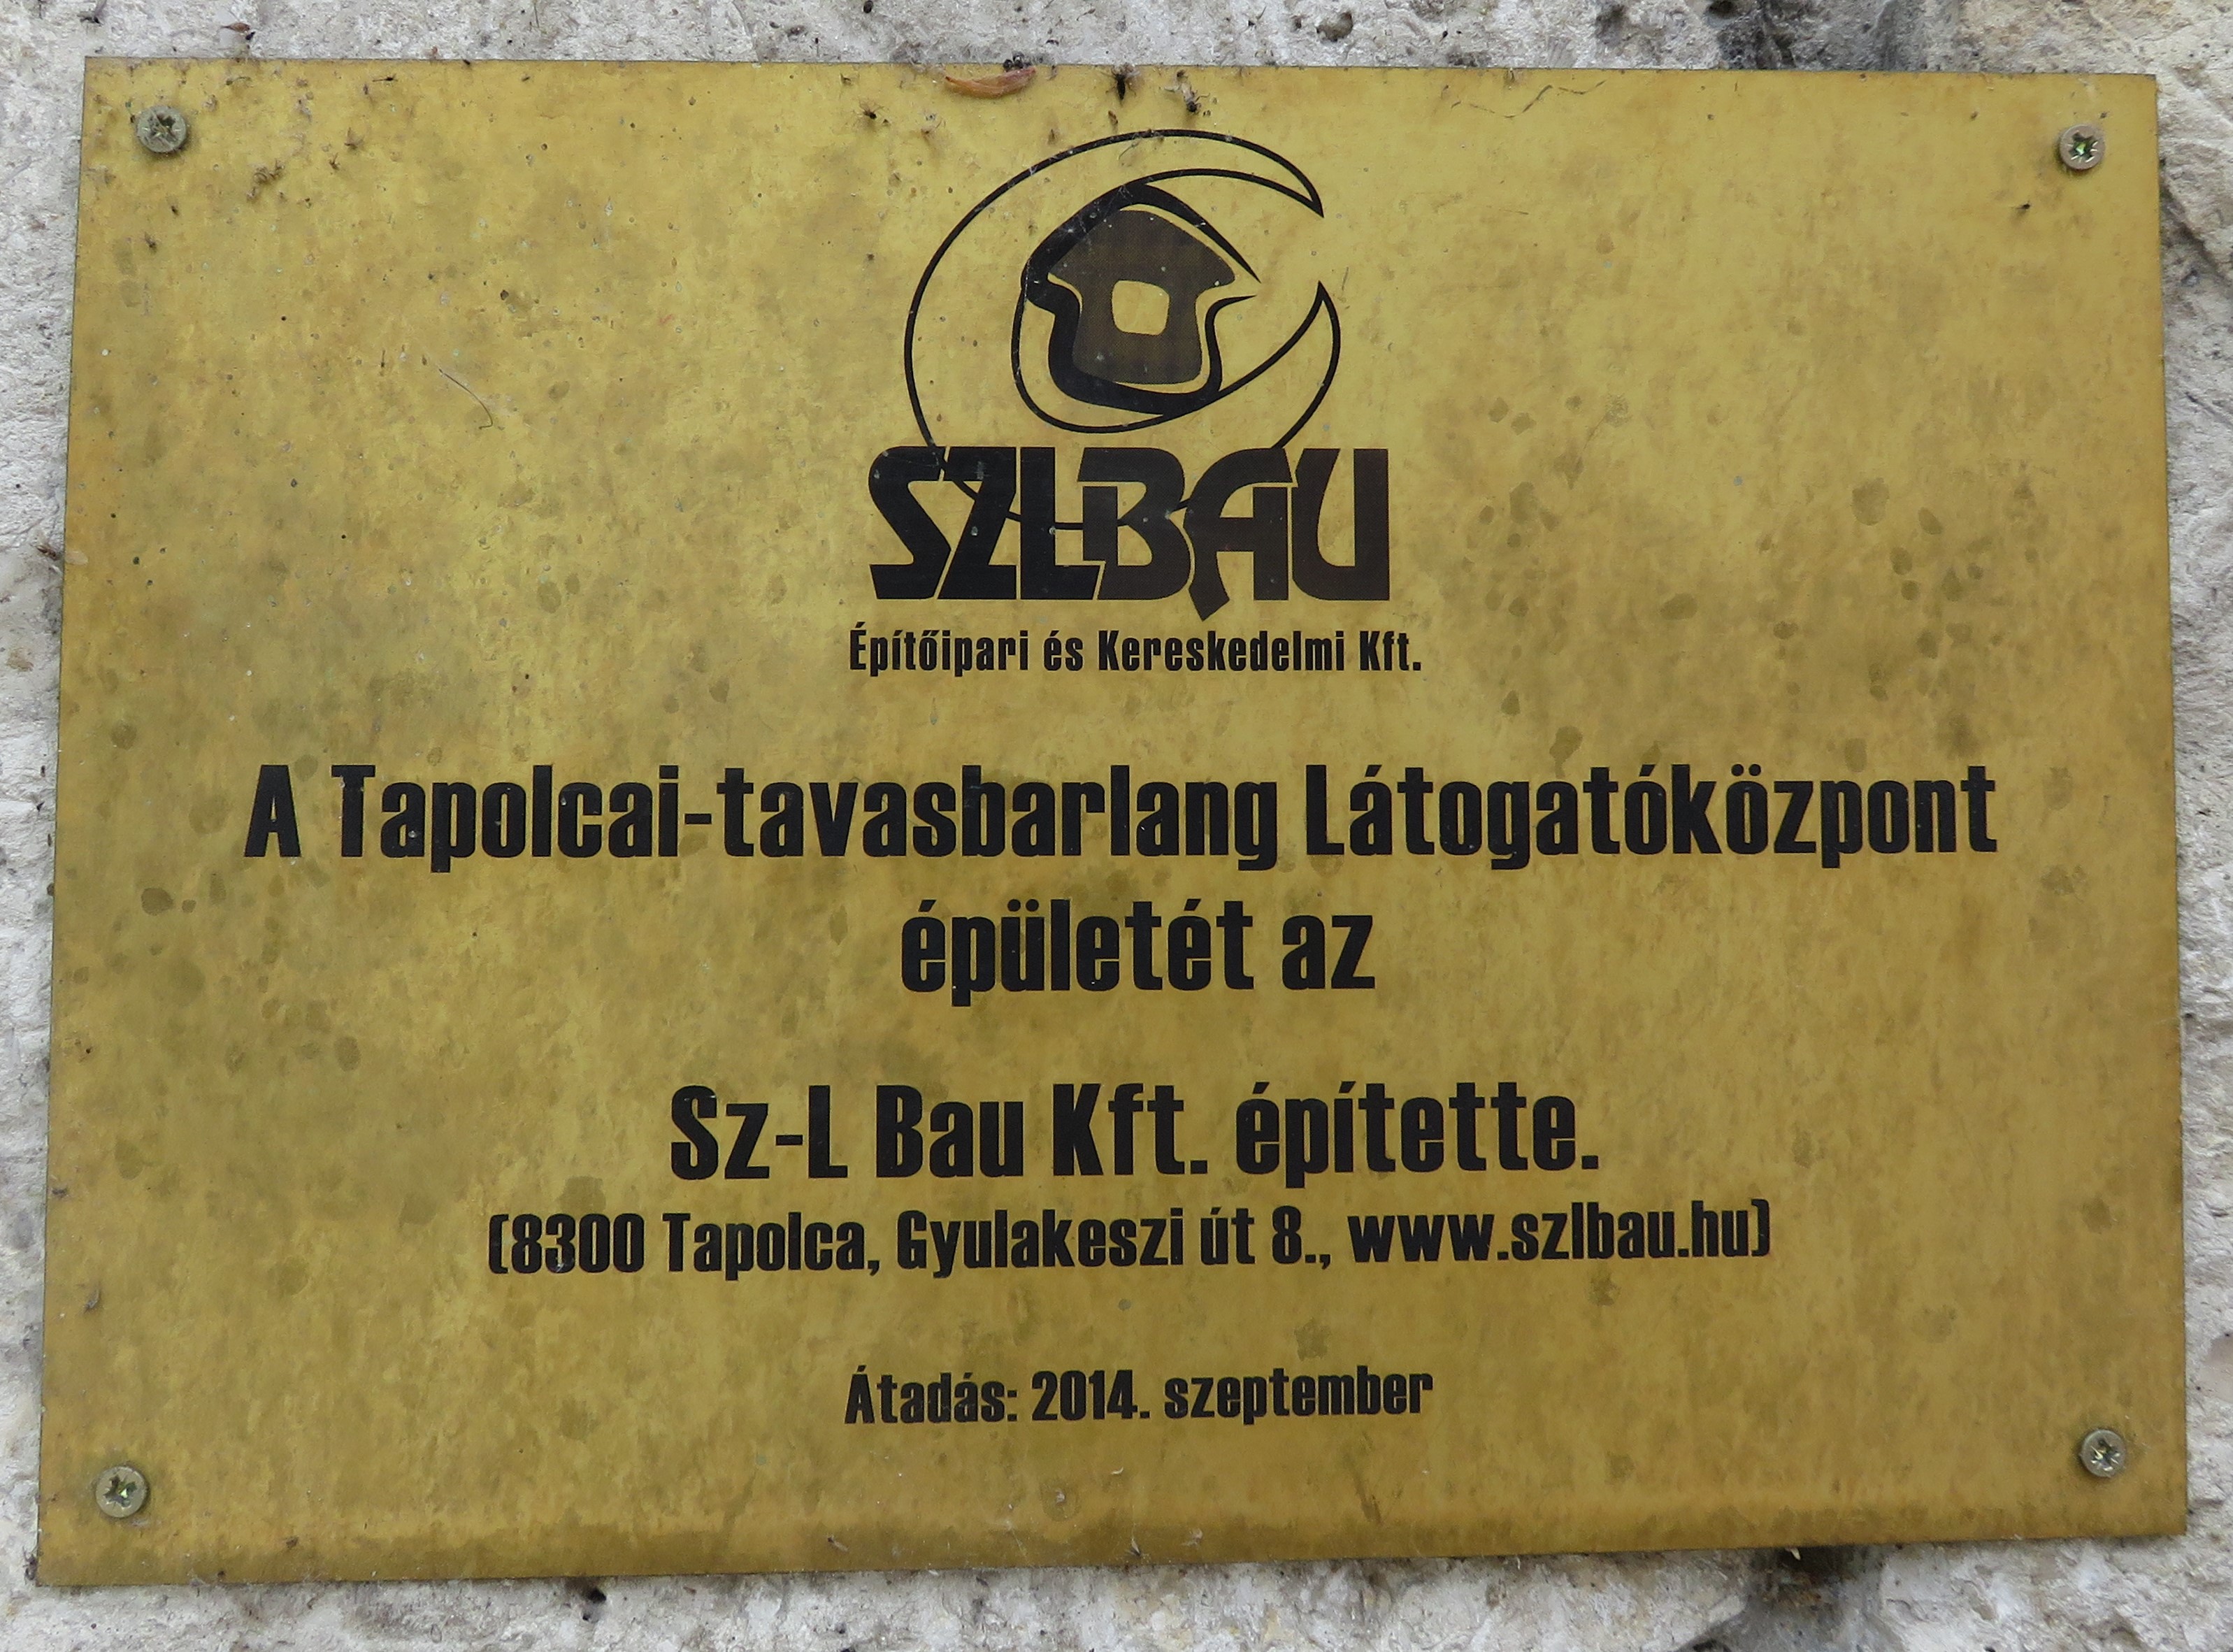 SZLBAU
Építőipari és Kereskedelmi Kft.
A Tapolcai-tavasbarlang Látogatóközpont
épületét az
Sz-L Bau Kft. építette.
(8300 Tapolca, Gyulakeszi út 8., www.szlbau.hu)
Átadás: 2014. szeptember